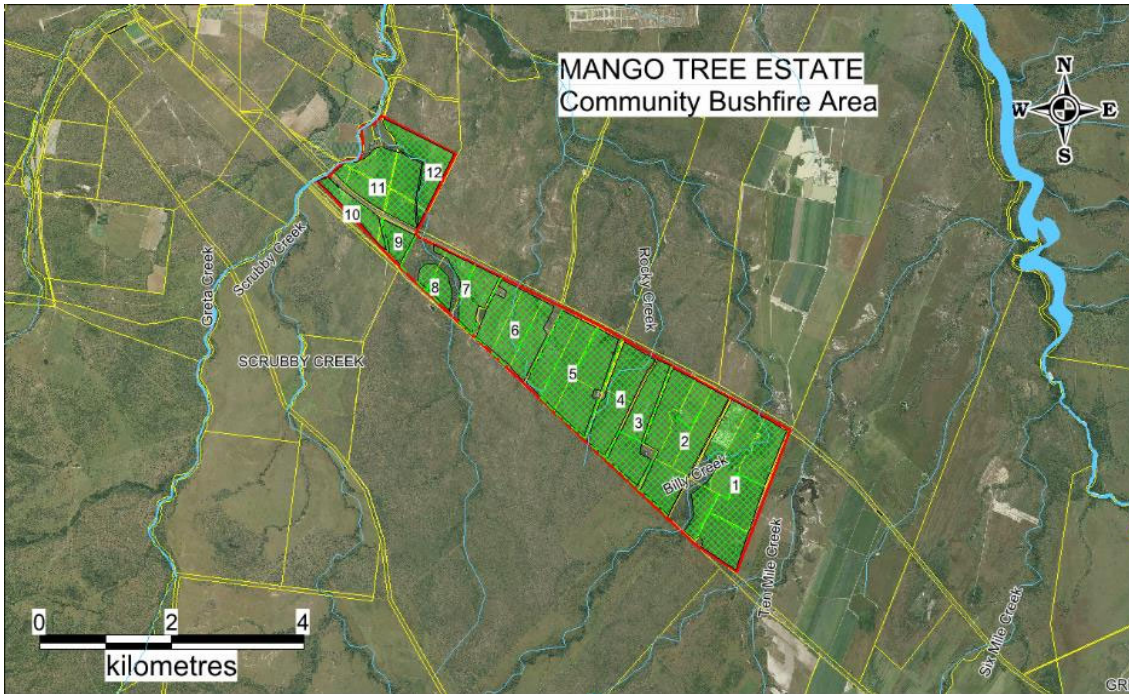 MANGO TREE ESTATE
Community Bushfire Area
N
W E
S
12
11
10
9
8
7
6
5
4
3
2
1
Greta Creek
Scrubby Creek
SCRUBBY CREEK
Rocky Creek
Billy Creek
Ten Mile Creek
Six Mile Creek
GR
0 2 4
kilometres